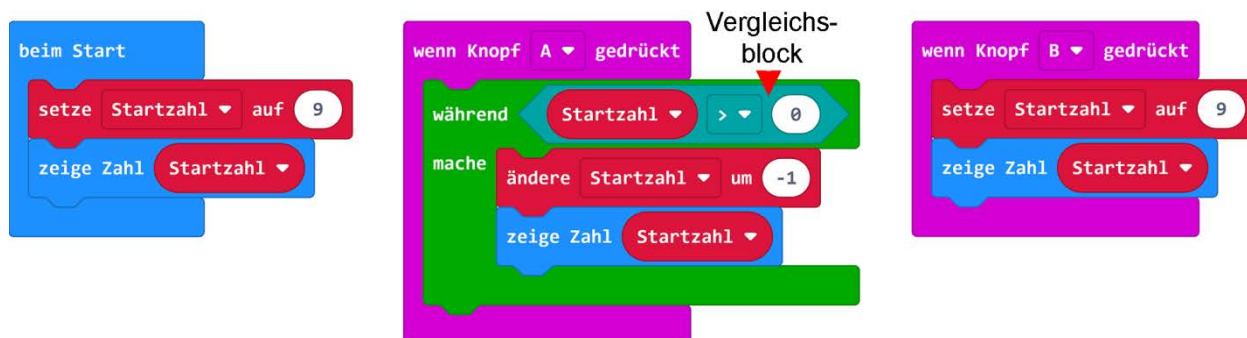 beim Start
setze Startzahl auf 9
zeige Zahl Startzahl
Vergleichs-
block
wenn Knopf A gedrückt
während Startzahl > 0
mache
ändere Startzahl um -1
zeige Zahl Startzahl
wenn Knopf B gedrückt
setze Startzahl auf 9
zeige Zahl Startzahl